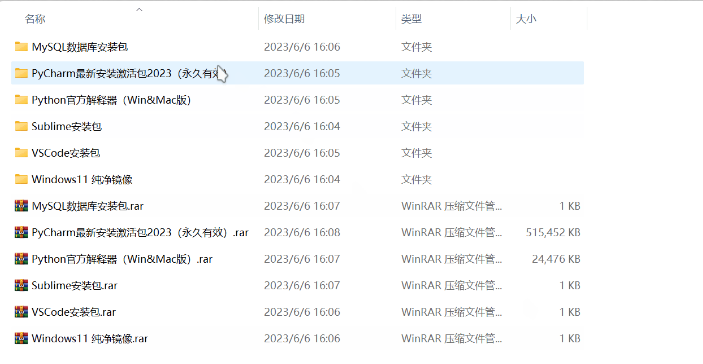 名称 修改日期 类型 大小
MySQL数据库安装包 2023/6/6 16:06 文件夹
PyCharm最新安装激活包2023（永久有效） 2023/6/6 16:05 文件夹
Python官方解释器（Win&Mac版） 2023/6/6 16:05 文件夹
Sublime安装包 2023/6/6 16:04 文件夹
VSCode安装包 2023/6/6 16:05 文件夹
Windows11 纯净镜像 2023/6/6 16:04 文件夹
MySQL数据库安装包.rar 2023/6/6 16:07 WinRAR 压缩文件管... 1 KB
PyCharm最新安装激活包2023（永久有效）.rar 2023/6/6 16:08 WinRAR 压缩文件管... 515,452 KB
Python官方解释器（Win&Mac版）.rar 2023/6/6 16:07 WinRAR 压缩文件管... 24,476 KB
Sublime安装包.rar 2023/6/6 16:07 WinRAR 压缩文件管... 1 KB
VSCode安装包.rar 2023/6/6 16:06 WinRAR 压缩文件管... 1 KB
Windows11 纯净镜像.rar 2023/6/6 16:06 WinRAR 压缩文件管... 1 KB